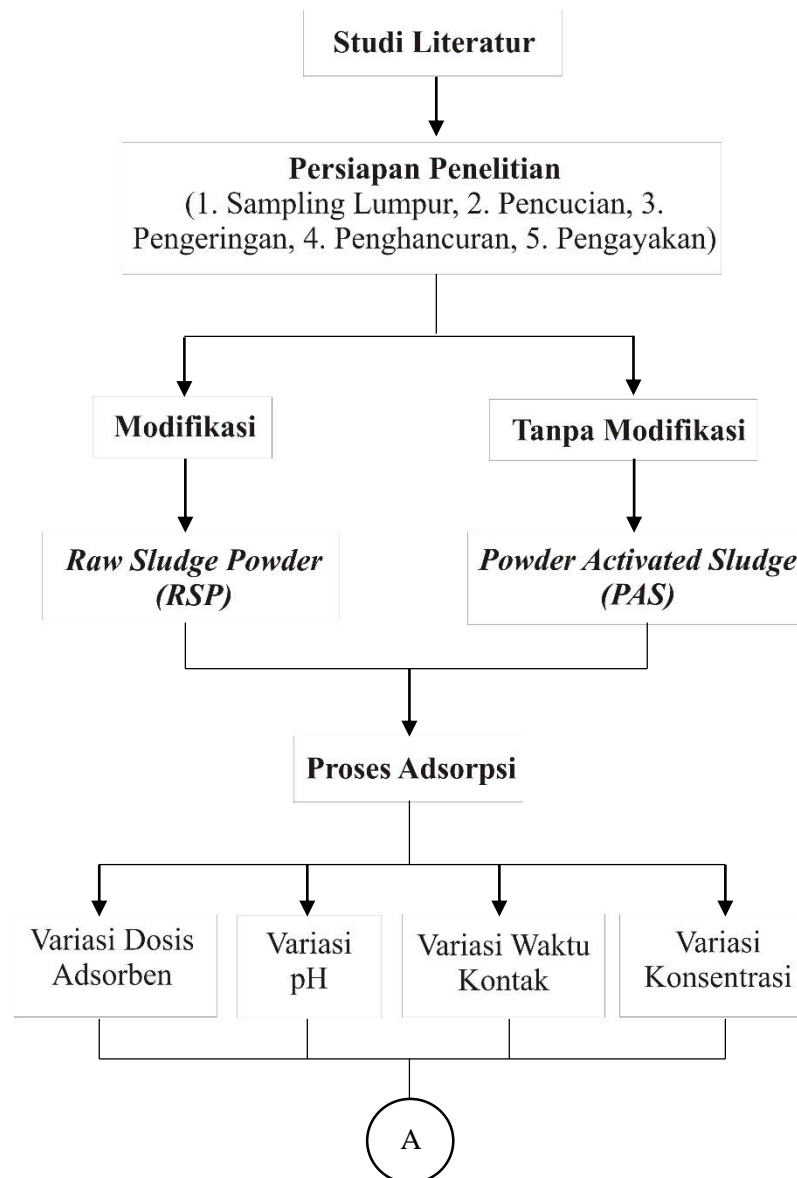 Studi Literatur
Persiapan Penelitian
(1. Sampling Lumpur, 2. Pencucian, 3.
Pengeringan, 4. Penghancuran, 5. Pengayakan)
Modifikasi
Tanpa Modifikasi
Raw Sludge Powder
(RSP)
Powder Activated Sludge
(PAS)
Proses Adsorpsi
Variasi Dosis
Adsorben
Variasi
pH
Variasi Waktu
Kontak
Variasi
Konsentrasi
A